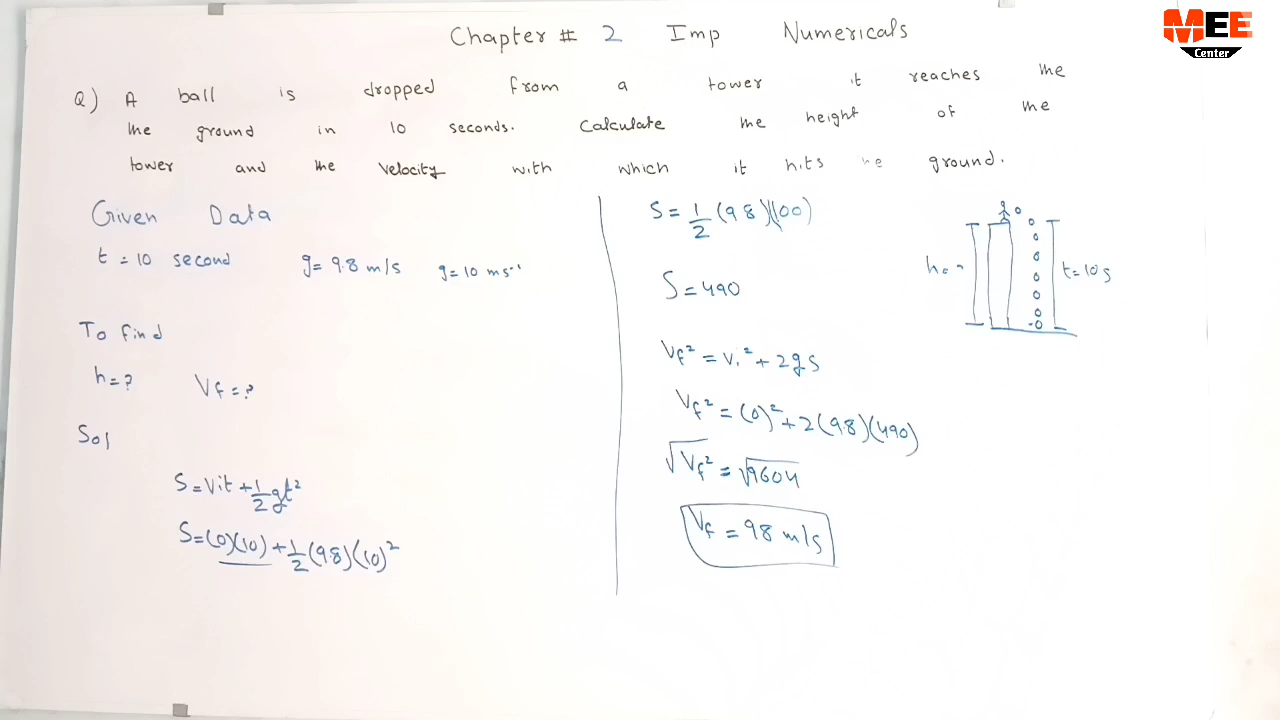 Chapter # 2 Imp Numericals
MEE
Center
Q) A ball is dropped from a tower it reaches the
the ground in 10 seconds. Calculate the height of the
tower and the velocity with which it hits he ground.
Given Data
t = 10 second g= 9.8 m/s g= 10 ms⁻¹
To find
h= ? Vf = ?
Sol
S = Vit + 1/2 gt²
S= (0)(10) + 1/2 (9.8) (10)²
S = 1/2 (9.8)(100)
S = 490
Vf² = Vi² + 2gS
Vf² = (0)² + 2(9.8)(490)
√Vf² = √9604
Vf = 98 m/s
h= ?
t = 10s